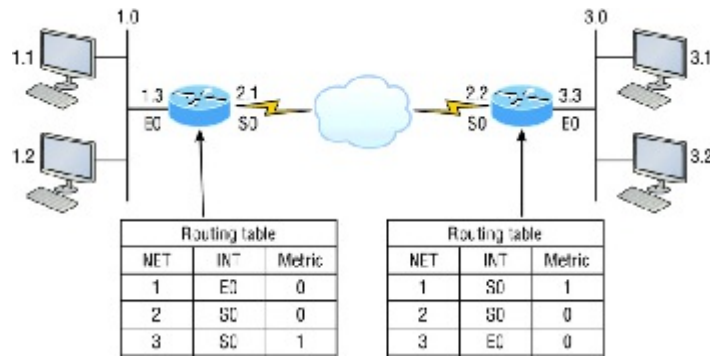 1.0
3.0
1.1
3.1
1.3
2.1
2.2
3.3
E0
S0
S0
E0
1.2
3.2
Routing table
NET INT Metric
1 E0 0
2 S0 0
3 S0 1
Routing table
NET INT Metric
1 S0 1
2 S0 0
3 E0 0